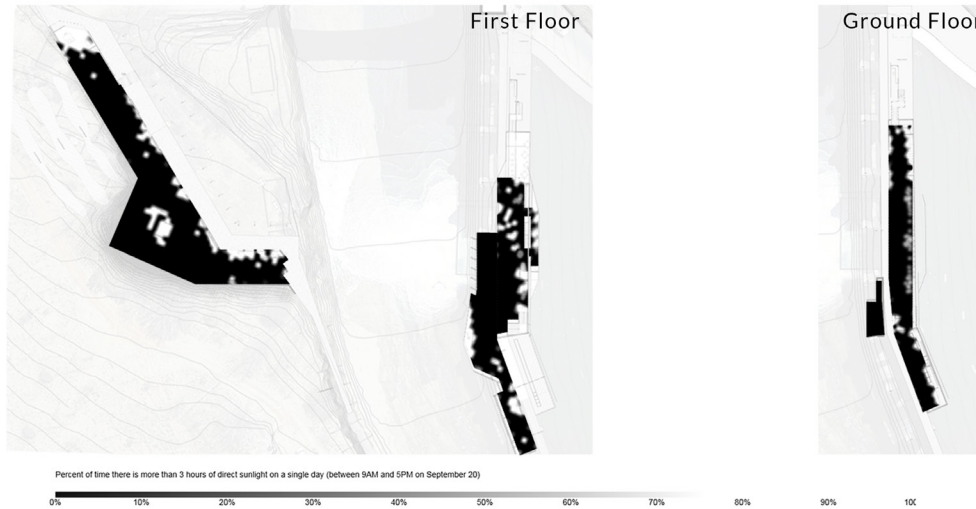 First Floor
Ground Floor
Percent of time there is more than 3 hours of direct sunlight on a single day (between 9AM and 5PM on September 20)
0% 10% 20% 30% 40% 50% 60% 70% 80% 90% 100